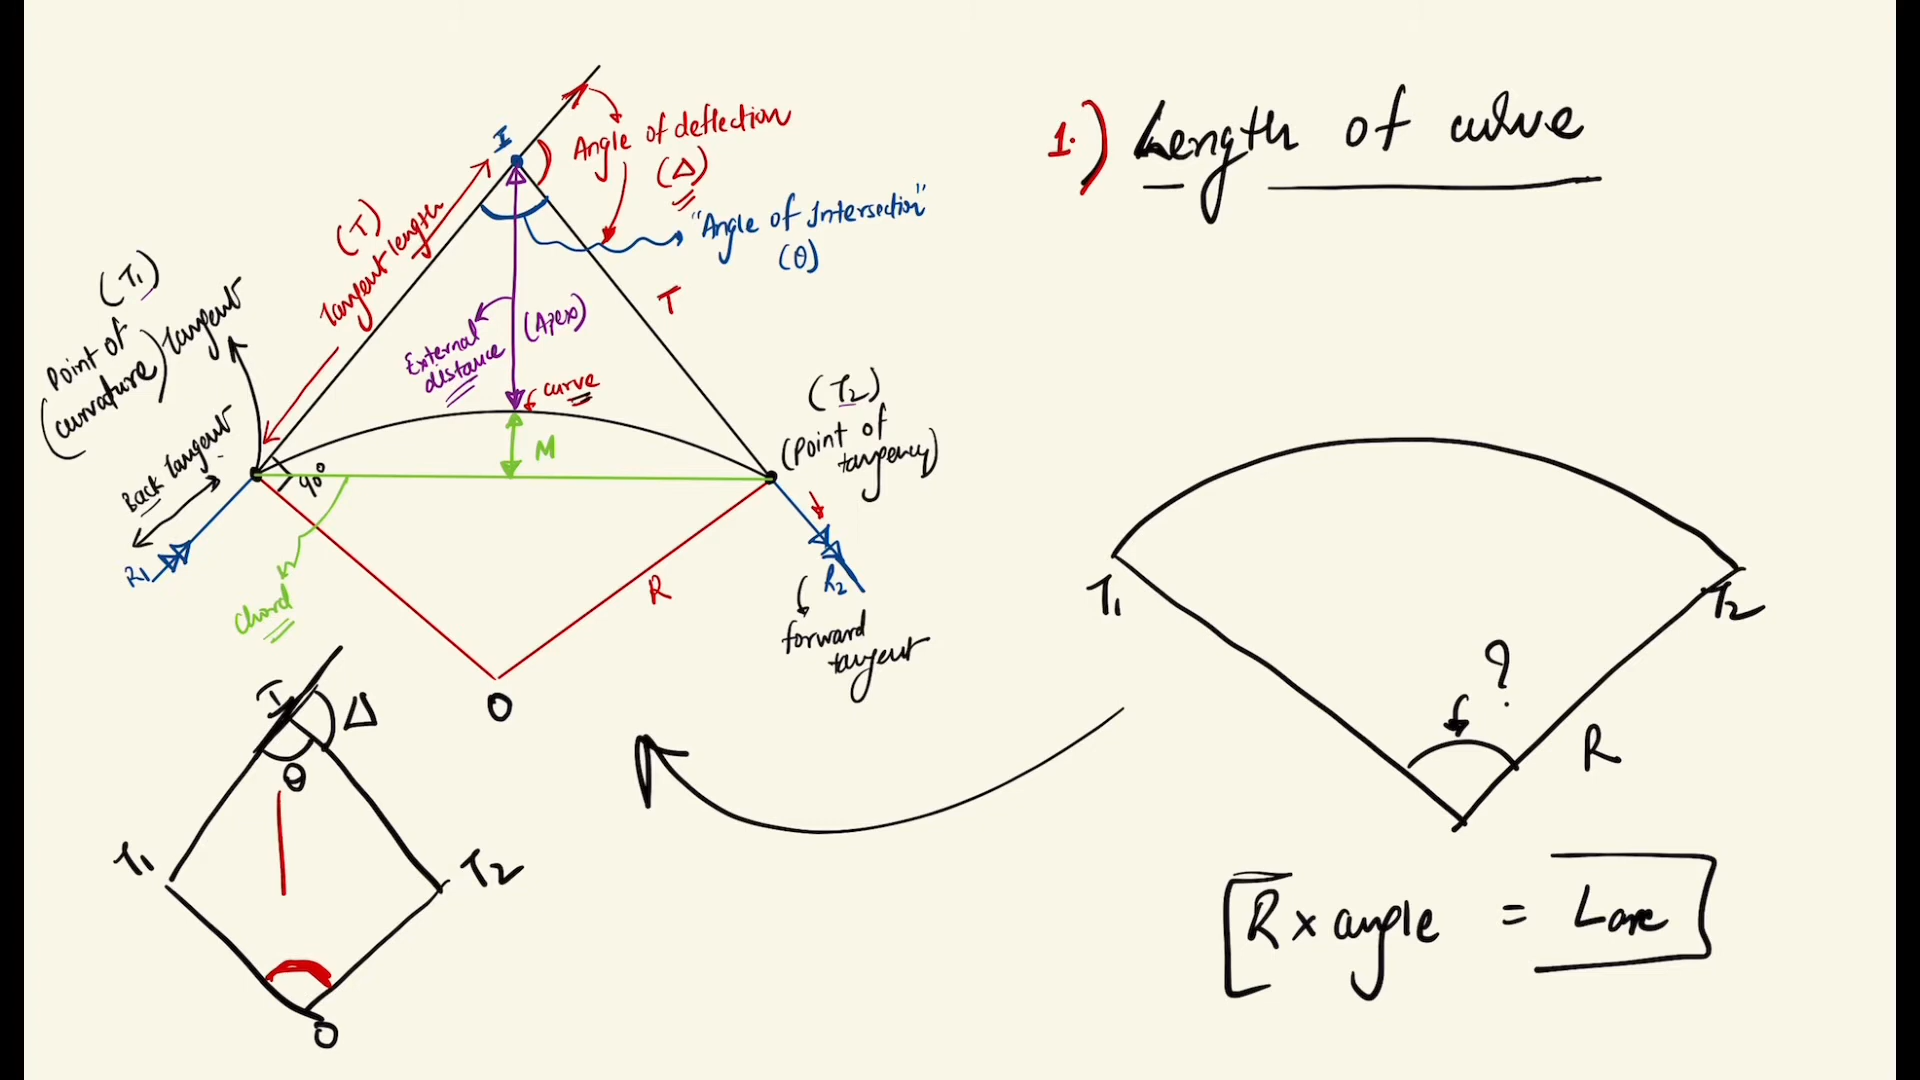 1.) Length of curve
I
Angle of deflection
(Δ)
"Angle of Intersection"
(θ)
(T)
Tangent length
T
(T₁)
Point of
(curvature) tangent
External
distance
(Apex)
curve
M
90°
Back tangent
R1
chord
(T₂)
(Point of
tangency)
R₂
forward
tangent
R
O
I
Δ
θ
T₁
T₂
O
T₁
T₂
?
R
R x angle = Larc